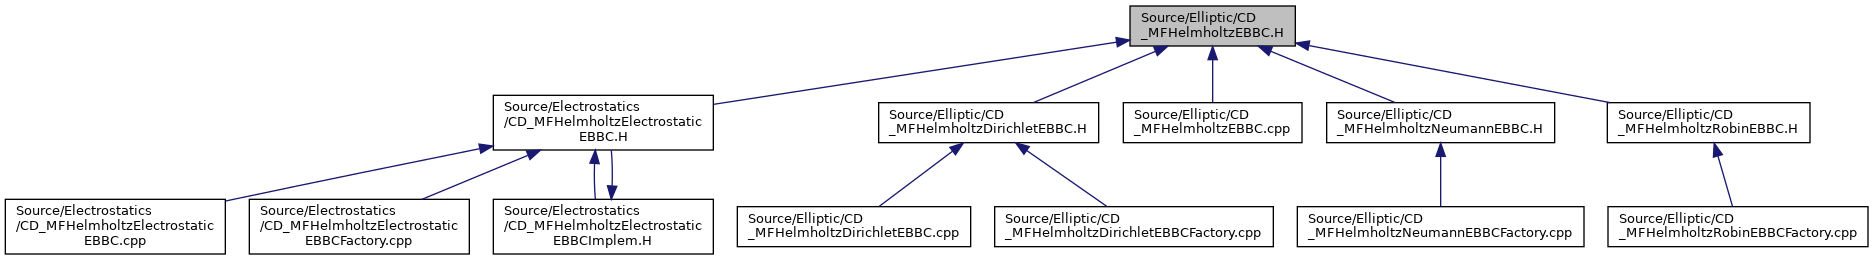 Source/Elliptic/CD
_MFHelmholtzEBBC.H
Source/Electrostatics
/CD_MFHelmholtzElectrostatic
EBBC.H
Source/Elliptic/CD
_MFHelmholtzDirichletEBBC.H
Source/Elliptic/CD
_MFHelmholtzEBBC.cpp
Source/Elliptic/CD
_MFHelmholtzNeumannEBBC.H
Source/Elliptic/CD
_MFHelmholtzRobinEBBC.H
Source/Electrostatics
/CD_MFHelmholtzElectrostatic
EBBC.cpp
Source/Electrostatics
/CD_MFHelmholtzElectrostatic
EBBCFactory.cpp
Source/Electrostatics
/CD_MFHelmholtzElectrostatic
EBBCImplem.H
Source/Elliptic/CD
_MFHelmholtzDirichletEBBC.cpp
Source/Elliptic/CD
_MFHelmholtzDirichletEBBCFactory.cpp
Source/Elliptic/CD
_MFHelmholtzNeumannEBBCFactory.cpp
Source/Elliptic/CD
_MFHelmholtzRobinEBBCFactory.cpp